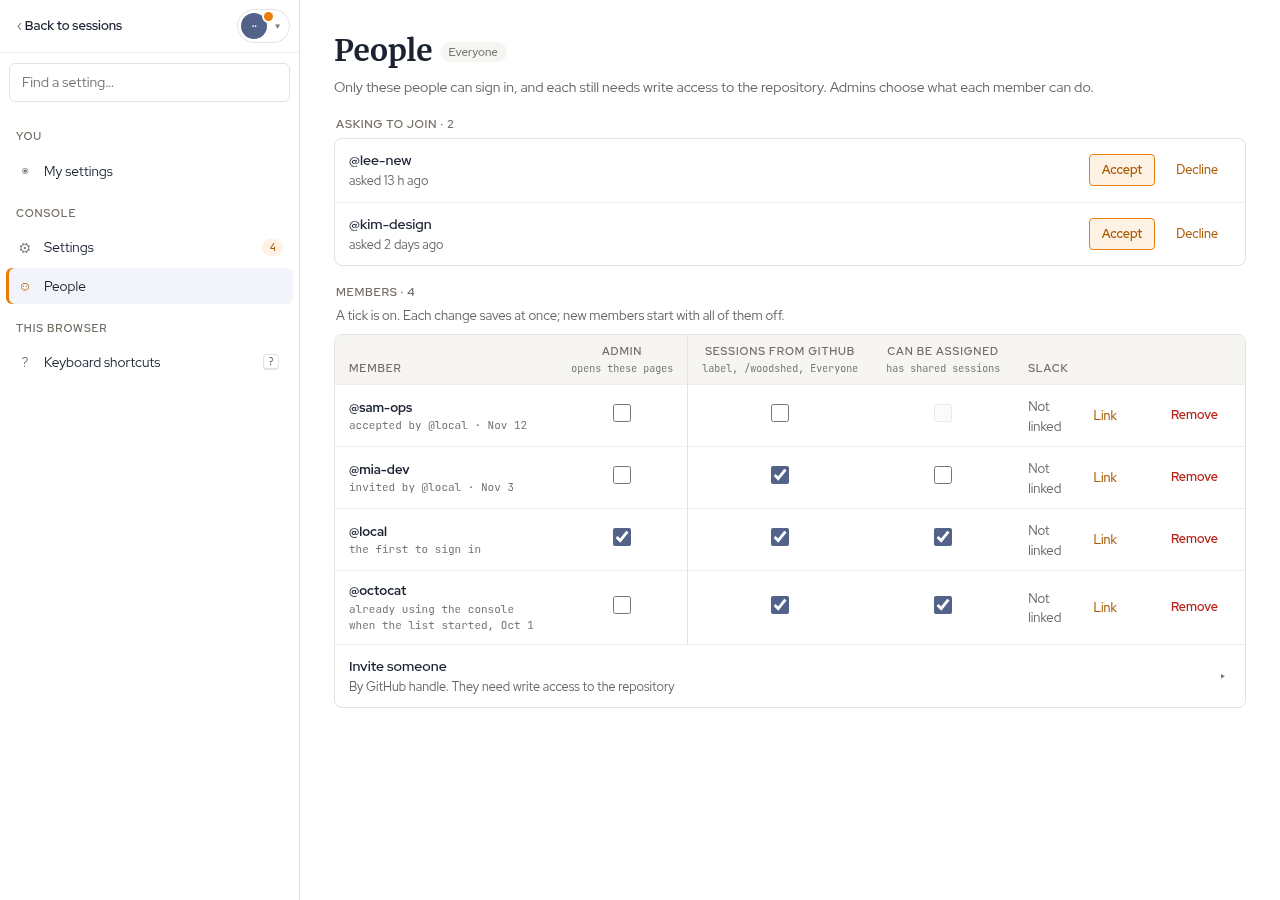 ‹ Back to sessions
Find a setting...
YOU
My settings
CONSOLE
Settings 4
People
THIS BROWSER
? Keyboard shortcuts ?
People Everyone
Only these people can sign in, and each still needs write access to the repository. Admins choose what each member can do.
ASKING TO JOIN · 2
@lee-new
asked 13 h ago
Accept Decline
@kim-design
asked 2 days ago
Accept Decline
MEMBERS · 4
A tick is on. Each change saves at once; new members start with all of them off.
MEMBER
ADMIN
opens these pages
SESSIONS FROM GITHUB
label, /woodshed, Everyone
CAN BE ASSIGNED
has shared sessions
SLACK
@sam-ops
accepted by @local · Nov 12
Not
linked
Link Remove
@mia-dev
invited by @local · Nov 3
Not
linked
Link Remove
@local
the first to sign in
Not
linked
Link Remove
@octocat
already using the console
when the list started, Oct 1
Not
linked
Link Remove
Invite someone
By GitHub handle. They need write access to the repository